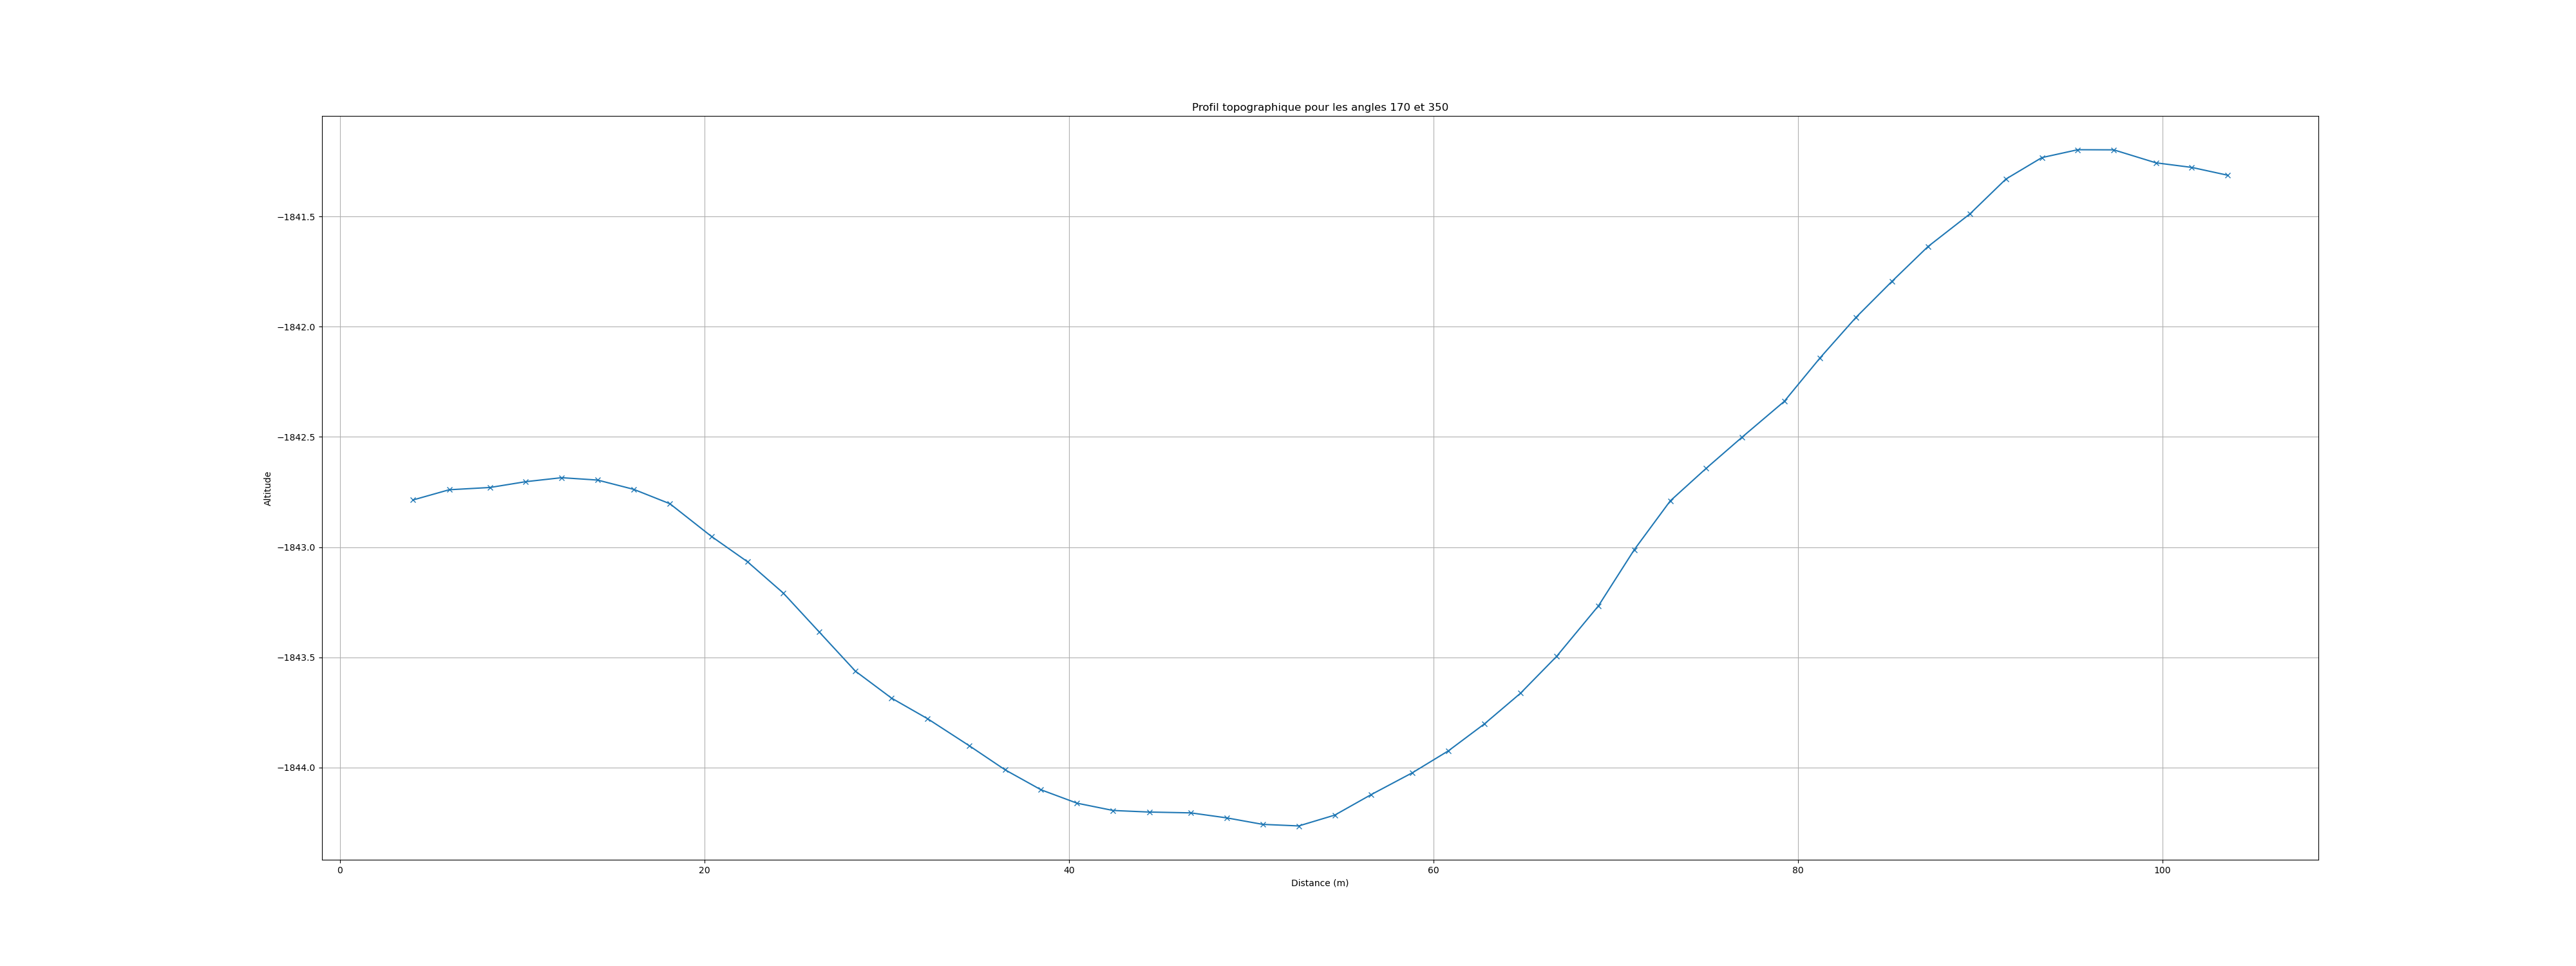 Profil topographique pour les angles 170 et 350
Altitude
−1841.5
−1842.0
−1842.5
−1843.0
−1843.5
−1844.0
0 20 40 60 80 100
Distance (m)